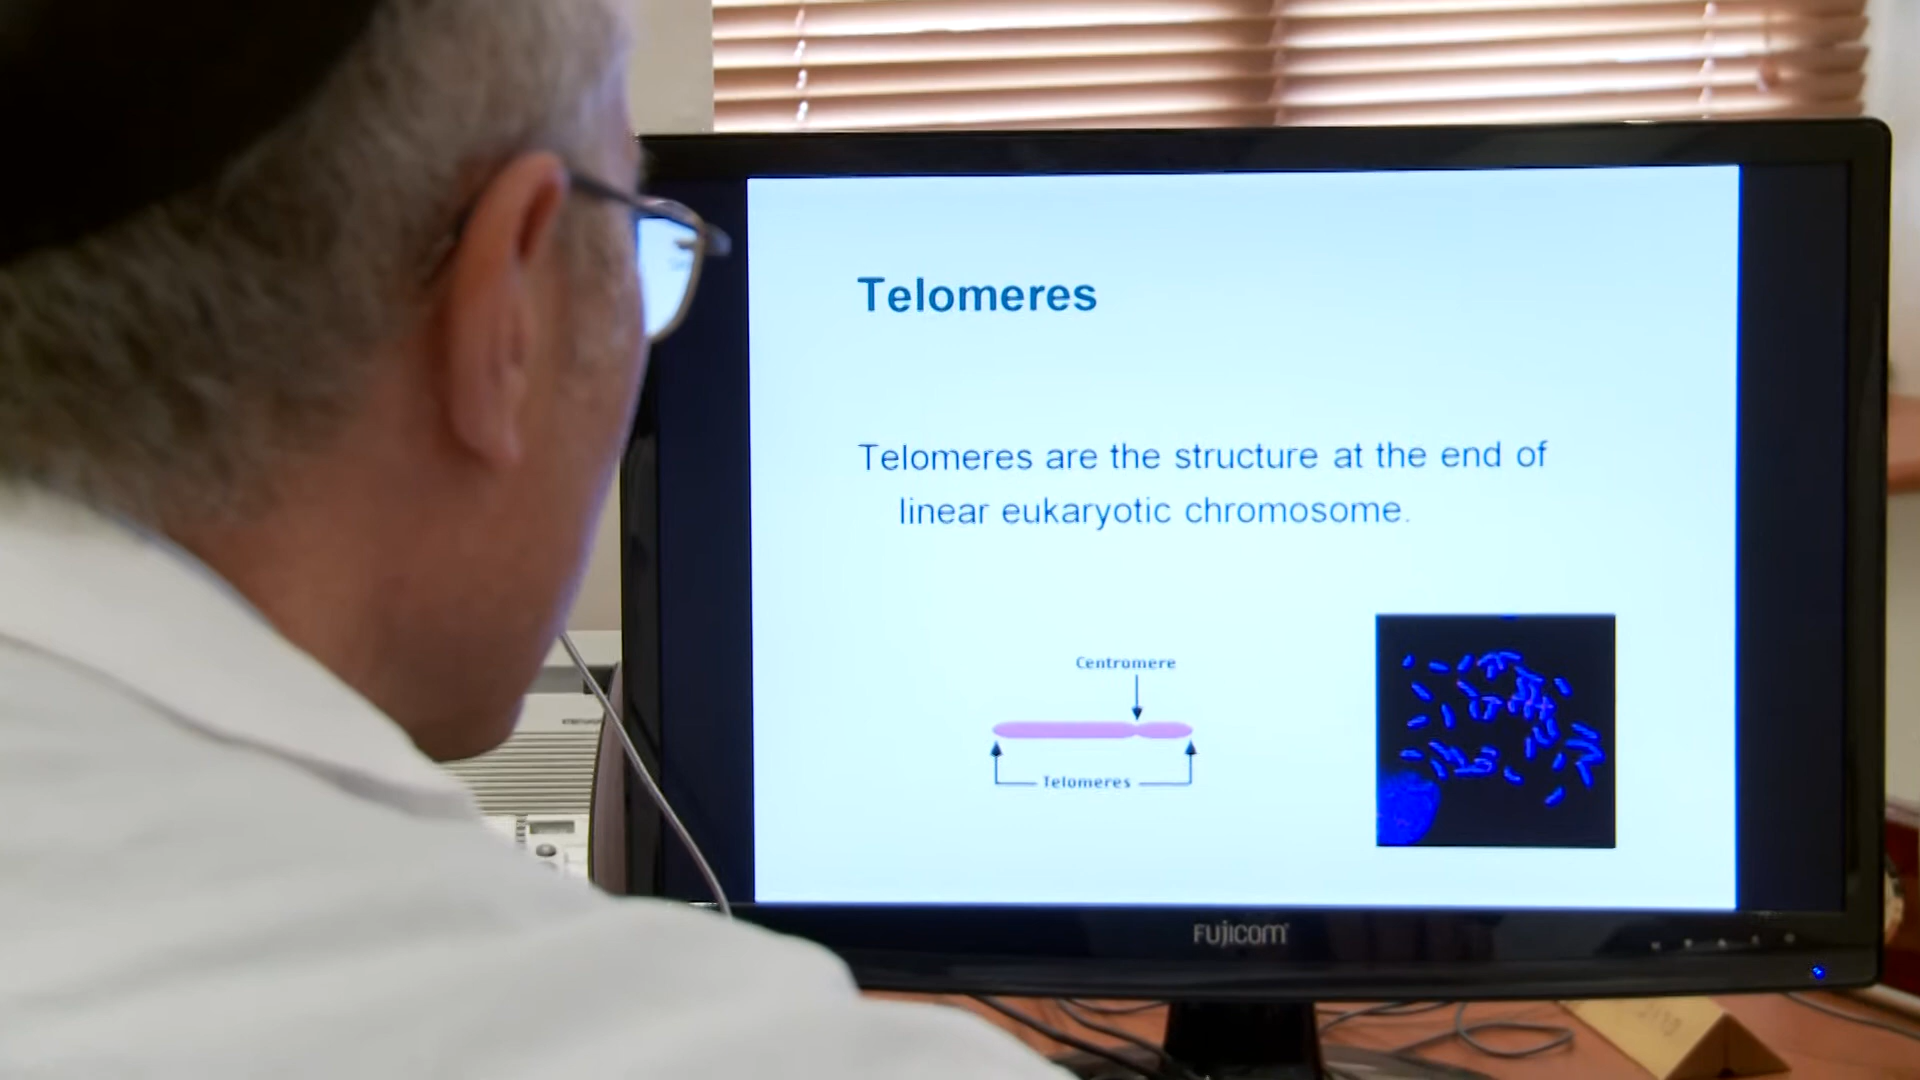 Telomeres
Telomeres are the structure at the end of
linear eukaryotic chromosome.
Centromere
Telomeres
FUJICOM